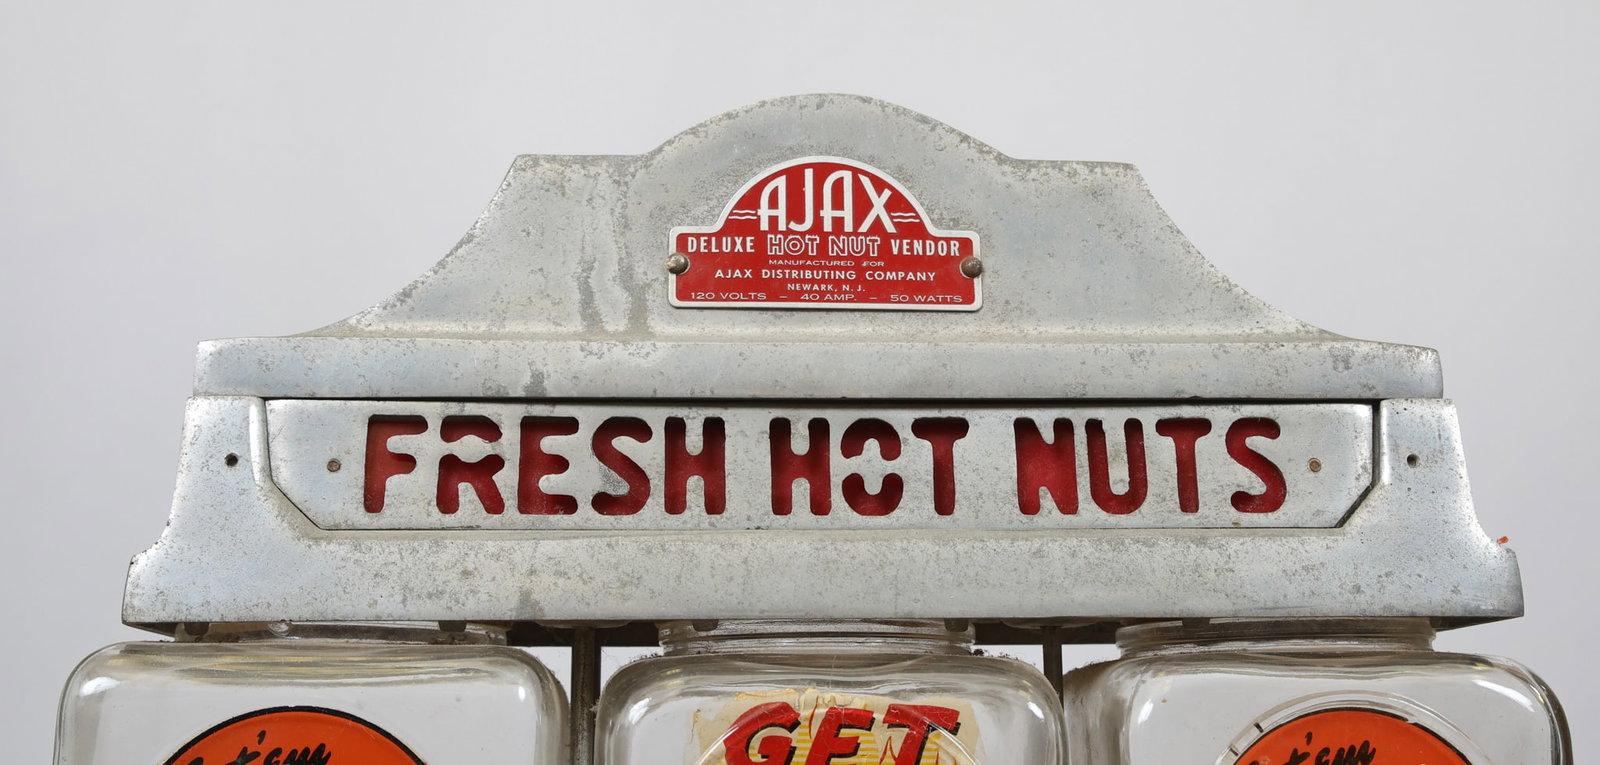 AJAX
DELUXE HOT NUT VENDOR
MANUFACTURED FOR
AJAX DISTRIBUTING COMPANY
NEWARK, N. J.
120 VOLTS - 40 AMP. - 50 WATTS
FRESH HOT NUTS
GET